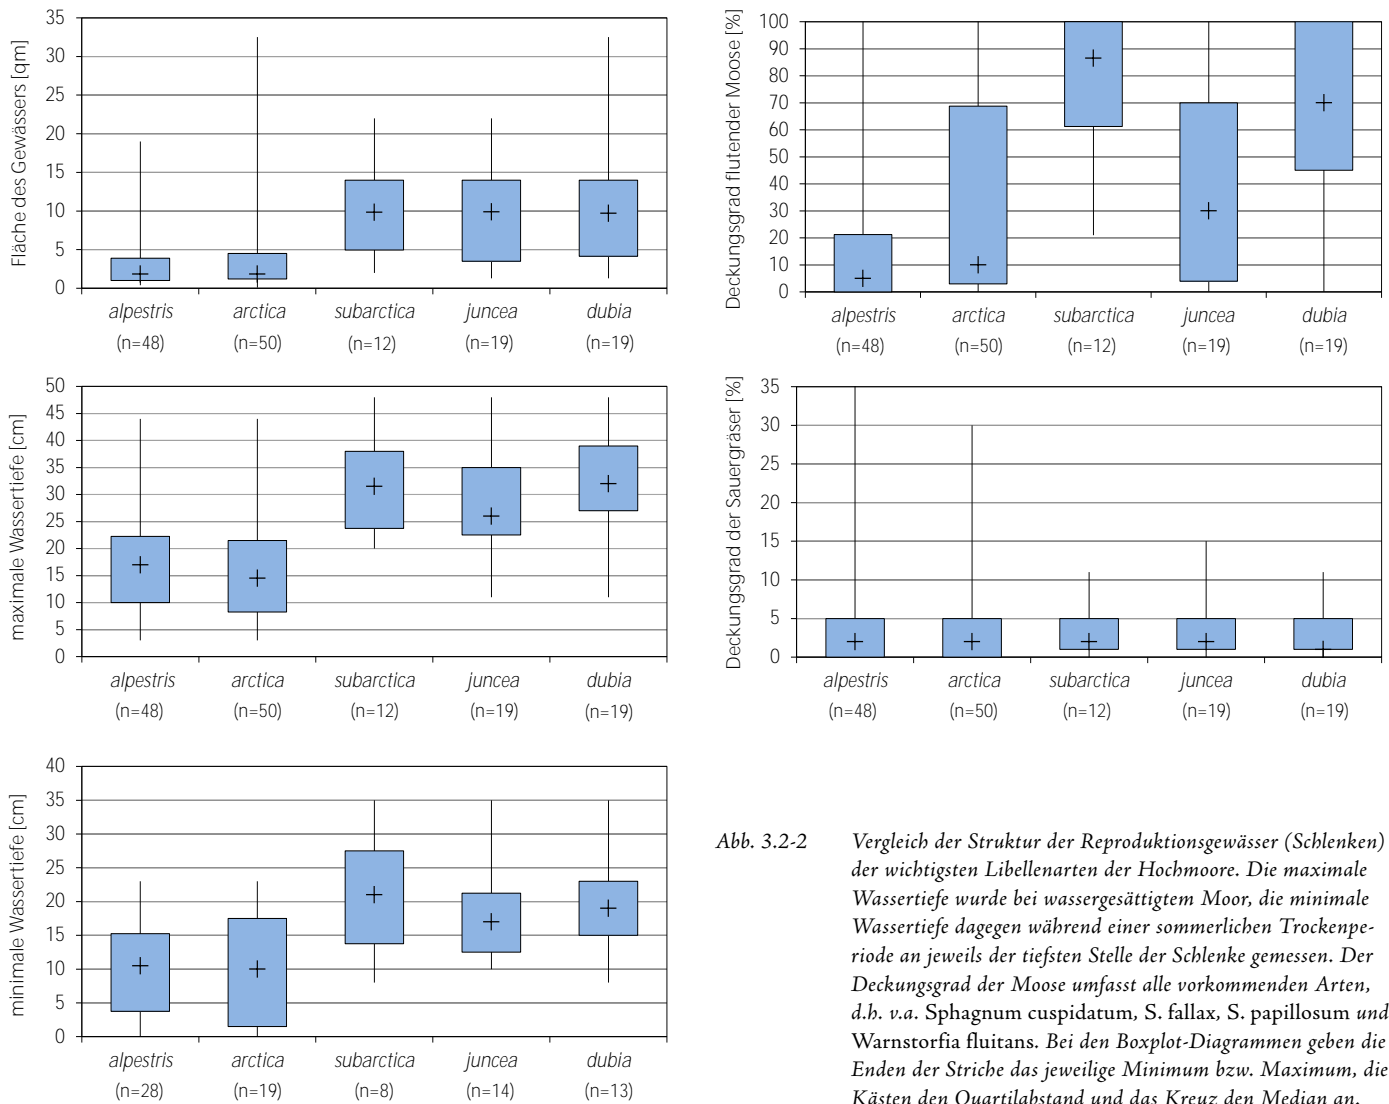 Fläche des Gewässers [qm]
35
30
25
20
15
10
5
0
alpestris arctica subarctica juncea dubia
(n=48) (n=50) (n=12) (n=19) (n=19)
Deckungsgrad flutender Moose [%]
100
90
80
70
60
50
40
30
20
10
0
alpestris arctica subarctica juncea dubia
(n=48) (n=50) (n=12) (n=19) (n=19)
maximale Wassertiefe [cm]
50
45
40
35
30
25
20
15
10
5
0
alpestris arctica subarctica juncea dubia
(n=48) (n=50) (n=12) (n=19) (n=19)
Deckungsgrad der Sauergräser [%]
35
30
25
20
15
10
5
0
alpestris arctica subarctica juncea dubia
(n=48) (n=50) (n=12) (n=19) (n=19)
minimale Wassertiefe [cm]
40
35
30
25
20
15
10
5
0
alpestris arctica subarctica juncea dubia
(n=28) (n=19) (n=8) (n=14) (n=13)
Abb. 3.2-2 Vergleich der Struktur der Reproduktionsgewässer (Schlenken)
der wichtigsten Libellenarten der Hochmoore. Die maximale
Wassertiefe wurde bei wassergesättigtem Moor, die minimale
Wassertiefe dagegen während einer sommerlichen Trockenpe-
riode an jeweils der tiefsten Stelle der Schlenke gemessen. Der
Deckungsgrad der Moose umfasst alle vorkommenden Arten,
d.h. v.a. Sphagnum cuspidatum, S. fallax, S. papillosum und
Warnstorfia fluitans. Bei den Boxplot-Diagrammen geben die
Enden der Striche das jeweilige Minimum bzw. Maximum, die
Kästen den Quartilabstand und das Kreuz den Median an.